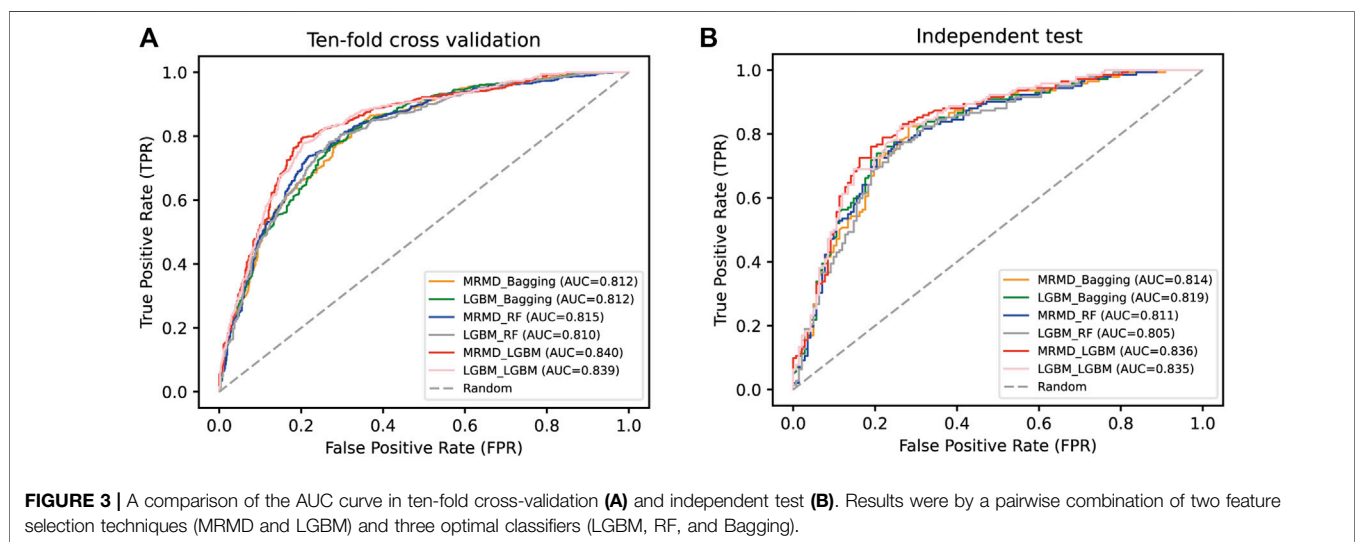 A
Ten-fold cross validation
True Positive Rate (TPR)
1.0
0.8
0.6
0.4
0.2
0.0
MRMD_Bagging (AUC=0.812)
LGBM_Bagging (AUC=0.812)
MRMD_RF (AUC=0.815)
LGBM_RF (AUC=0.810)
MRMD_LGBM (AUC=0.840)
LGBM_LGBM (AUC=0.839)
Random
0.0 0.2 0.4 0.6 0.8 1.0
False Positive Rate (FPR)
B
Independent test
True Positive Rate (TPR)
1.0
0.8
0.6
0.4
0.2
0.0
MRMD_Bagging (AUC=0.814)
LGBM_Bagging (AUC=0.819)
MRMD_RF (AUC=0.811)
LGBM_RF (AUC=0.805)
MRMD_LGBM (AUC=0.836)
LGBM_LGBM (AUC=0.835)
Random
0.0 0.2 0.4 0.6 0.8 1.0
False Positive Rate (FPR)
FIGURE 3 | A comparison of the AUC curve in ten-fold cross-validation (A) and independent test (B). Results were by a pairwise combination of two feature
selection techniques (MRMD and LGBM) and three optimal classifiers (LGBM, RF, and Bagging).